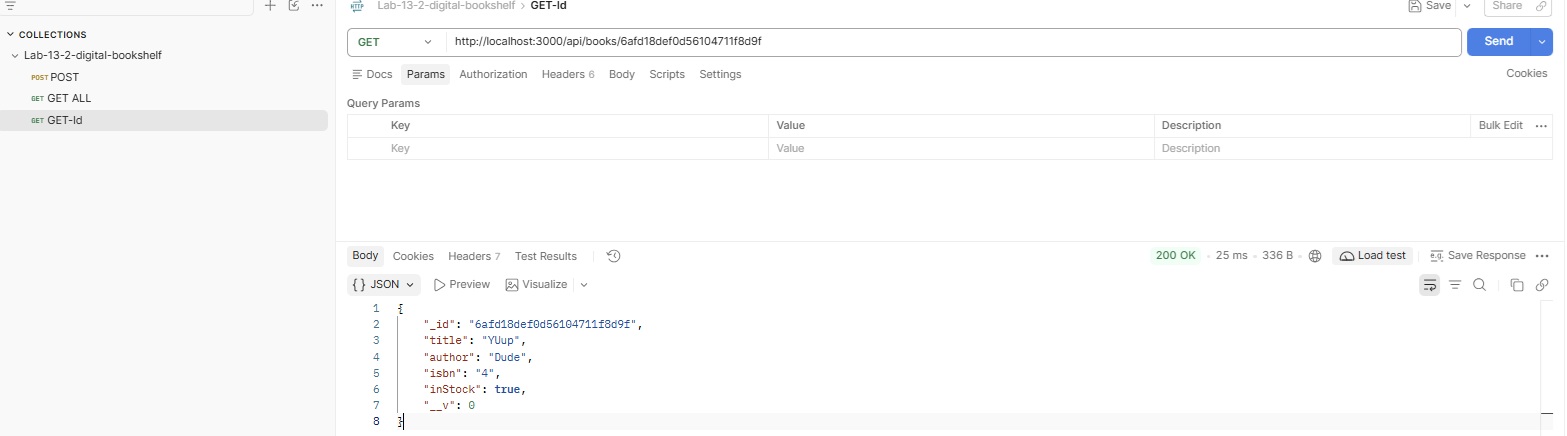 Lab-13-2-digital-bookshelf › GET-Id Save Share
COLLECTIONS
Lab-13-2-digital-bookshelf
POST POST
GET GET ALL
GET GET-Id
GET http://localhost:3000/api/books/6afd18def0d56104711f8d9f Send
Docs Params Authorization Headers 6 Body Scripts Settings Cookies
Query Params
Key Value Description Bulk Edit
Key Value Description
Body Cookies Headers 7 Test Results 200 OK 25 ms 336 B Load test e.g. Save Response
{ } JSON Preview Visualize
1 {
2 "_id": "6afd18def0d56104711f8d9f",
3 "title": "YUup",
4 "author": "Dude",
5 "isbn": "4",
6 "inStock": true,
7 "__v": 0
8 }